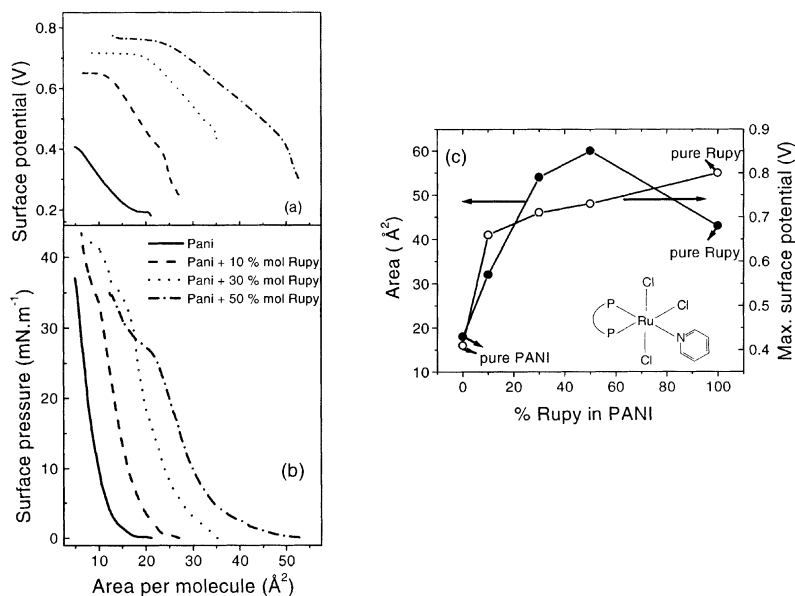 Surface potential (V)
0.8
0.6
0.4
0.2
(a)
Surface pressure (mN.m⁻¹)
40
30
20
10
0
Pani
Pani + 10 % mol Rupy
Pani + 30 % mol Rupy
Pani + 50 % mol Rupy
(b)
10 20 30 40 50
Area per molecule (Å²)
(c)
Area ( Å²)
60
50
40
30
20
10
pure Rupy
pure Rupy
pure PANI
Cl
P
Cl
Ru
P
N
Cl
0.9
0.8
0.7
0.6
0.5
0.4
Max. surface potential (V)
0 20 40 60 80 100
% Rupy in PANI